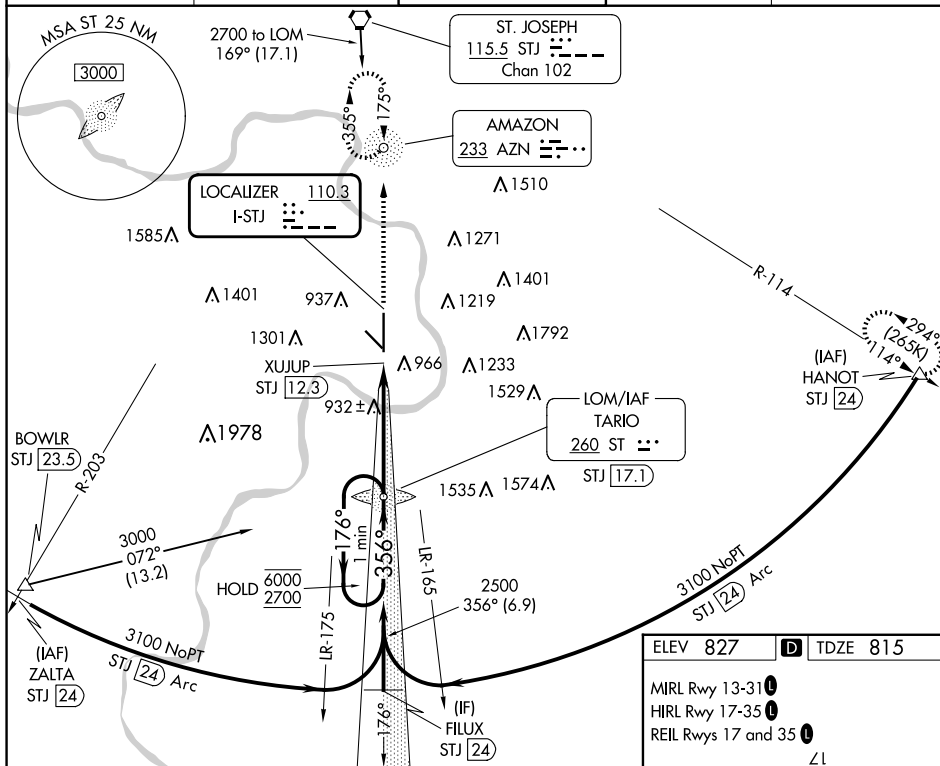 MSA ST 25 NM
3000
2700 to LOM
169° (17.1)
ST. JOSEPH
115.5 STJ
Chan 102
355°
175°
AMAZON
233 AZN
LOCALIZER 110.3
I-STJ
1510
1585
1271
1401
1401
937
1219
R-114
1301
1792
294°
(265K)
114°
XUJUP
STJ 12.3
966
1233
(IAF)
HANOT
STJ 24
1529
932 ±
LOM/IAF
TARIO
260 ST
STJ 17.1
1978
BOWLR
STJ 23.5
R-203
1535
1574
176°
1 min
356°
3000
072°
(13.2)
HOLD 6000
2700
LR-175
LR-165
2500
356° (6.9)
3100 NoPT
STJ 24 Arc
3100 NoPT
STJ 24 Arc
(IAF)
ZALTA
STJ 24
176°
(IF)
FILUX
STJ 24
ELEV 827 D TDZE 815
MIRL Rwy 13-31 L
HIRL Rwy 17-35 L
REIL Rwys 17 and 35 L
17